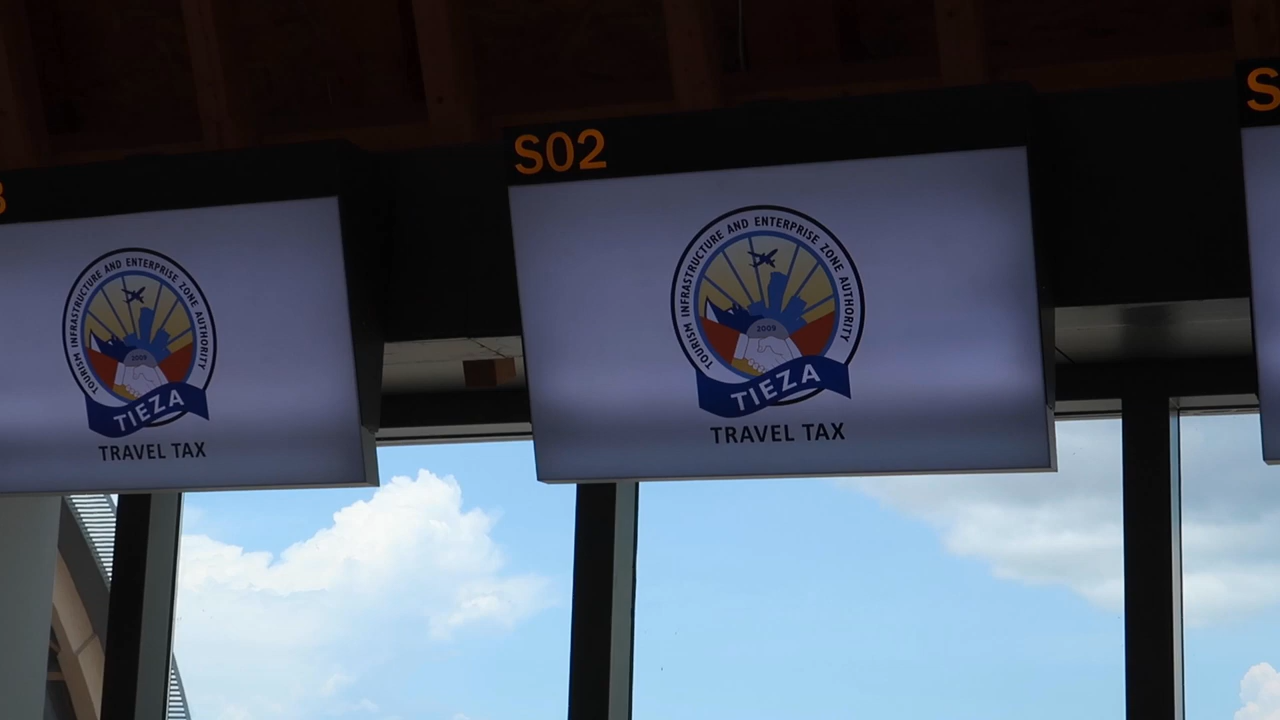 3
TOURISM INFRASTRUCTURE AND ENTERPRISE ZONE AUTHORITY
2009
TIEZA
TRAVEL TAX
S02
TOURISM INFRASTRUCTURE AND ENTERPRISE ZONE AUTHORITY
2009
TIEZA
TRAVEL TAX
S